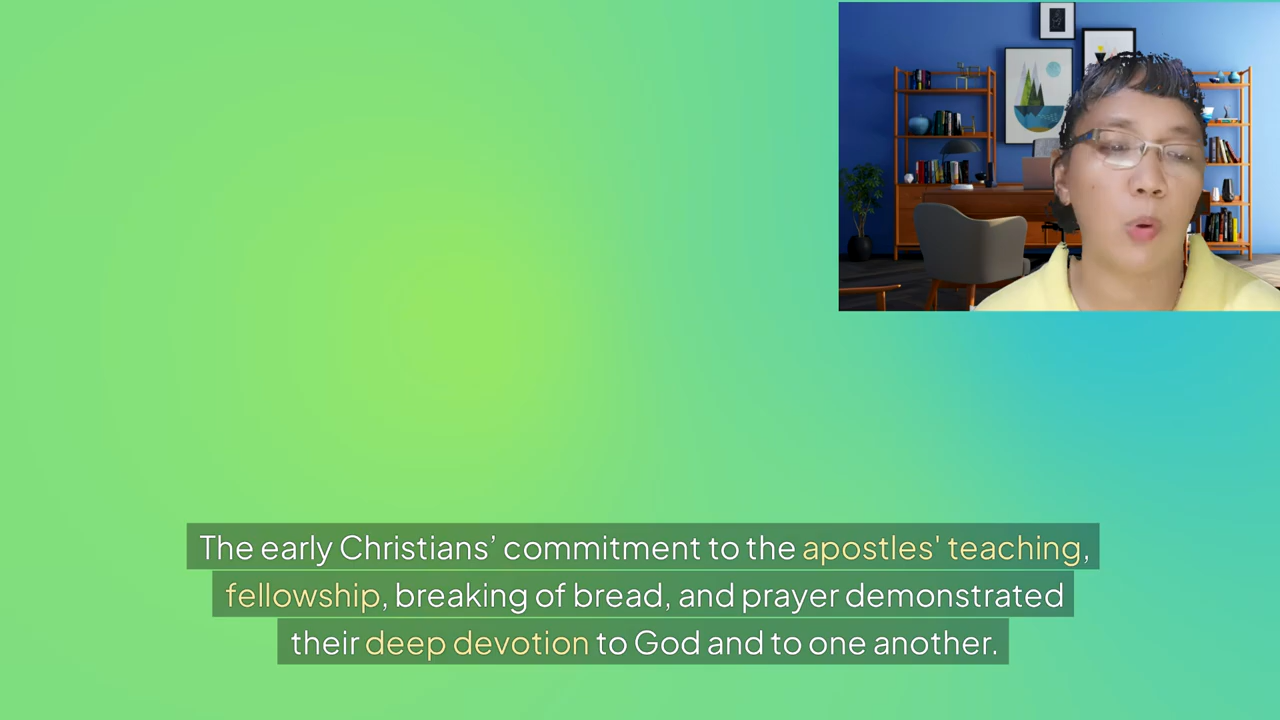 The early Christians’ commitment to the apostles' teaching,
fellowship, breaking of bread, and prayer demonstrated
their deep devotion to God and to one another.